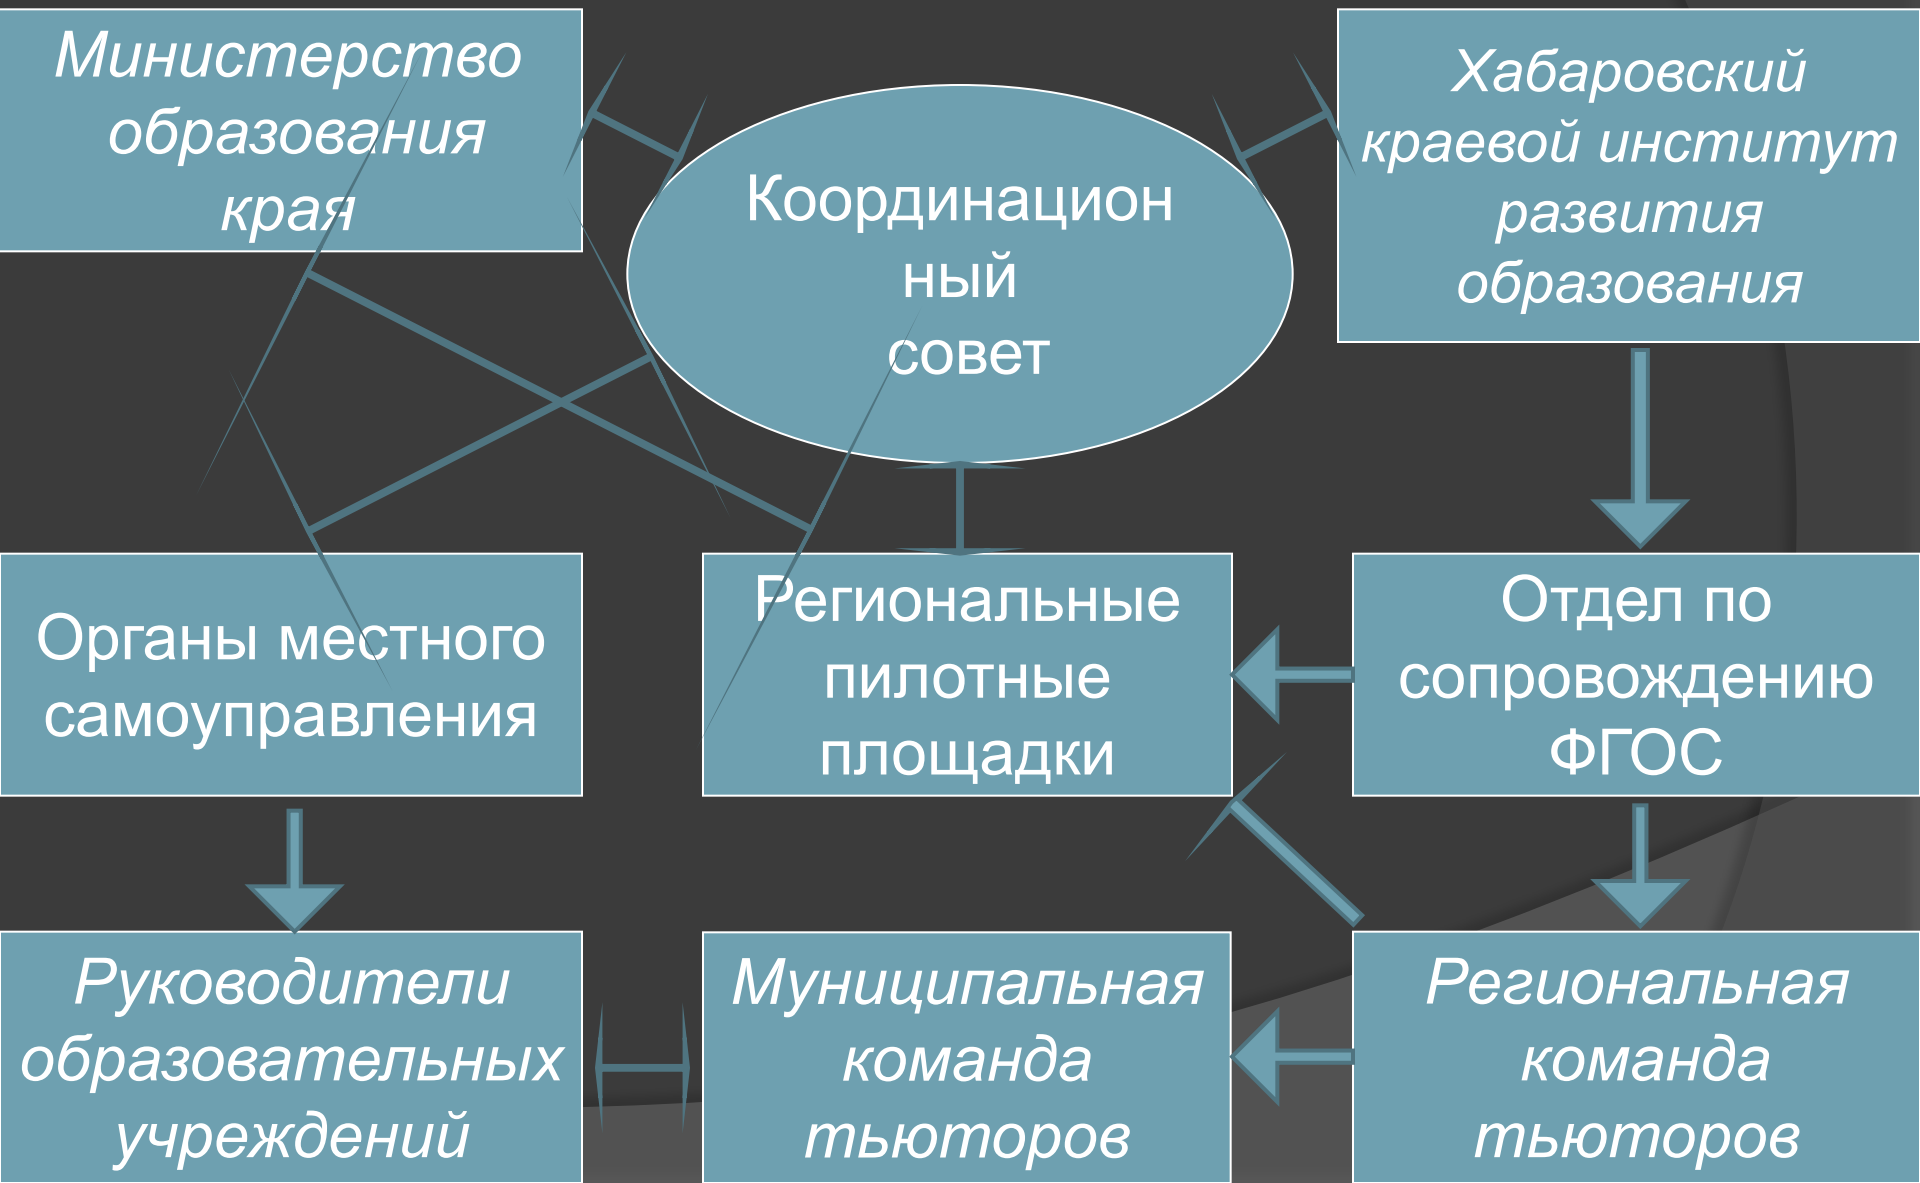 Министерство
образования
края
Координацион
ный
совет
Хабаровский
краевой институт
развития
образования
Органы местного
самоуправления
Региональные
пилотные
площадки
Отдел по
сопровождению
ФГОС
Руководители
образовательных
учреждений
Муниципальная
команда
тьюторов
Региональная
команда
тьюторов